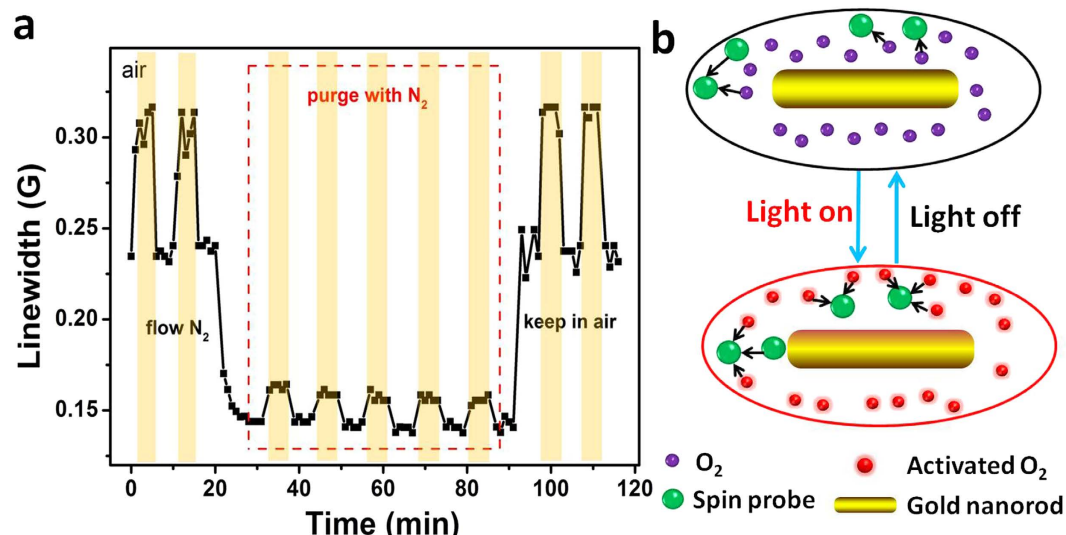 a
air
purge with N₂
flow N₂
keep in air
Linewidth (G)
0.30
0.25
0.20
0.15
0 20 40 60 80 100 120
Time (min)
b
Light on
Light off
O₂
Activated O₂
Spin probe
Gold nanorod